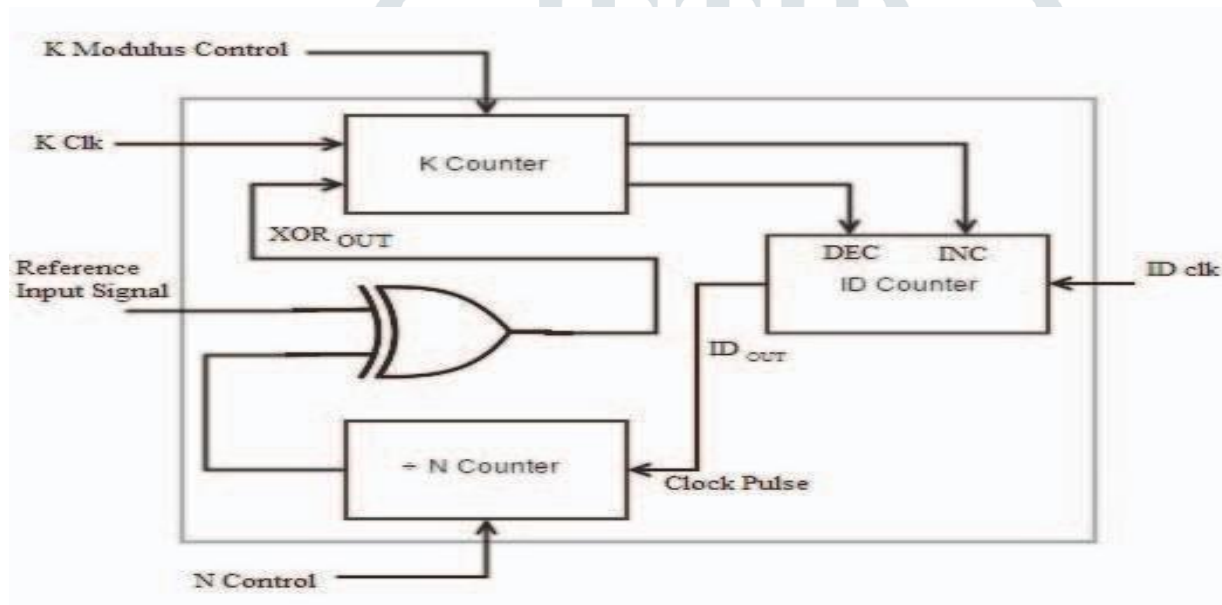 K Modulus Control
K Clk
K Counter
XOR OUT
DEC INC
Reference
Input Signal
ID clk
ID Counter
ID OUT
÷ N Counter
Clock Pulse
N Control